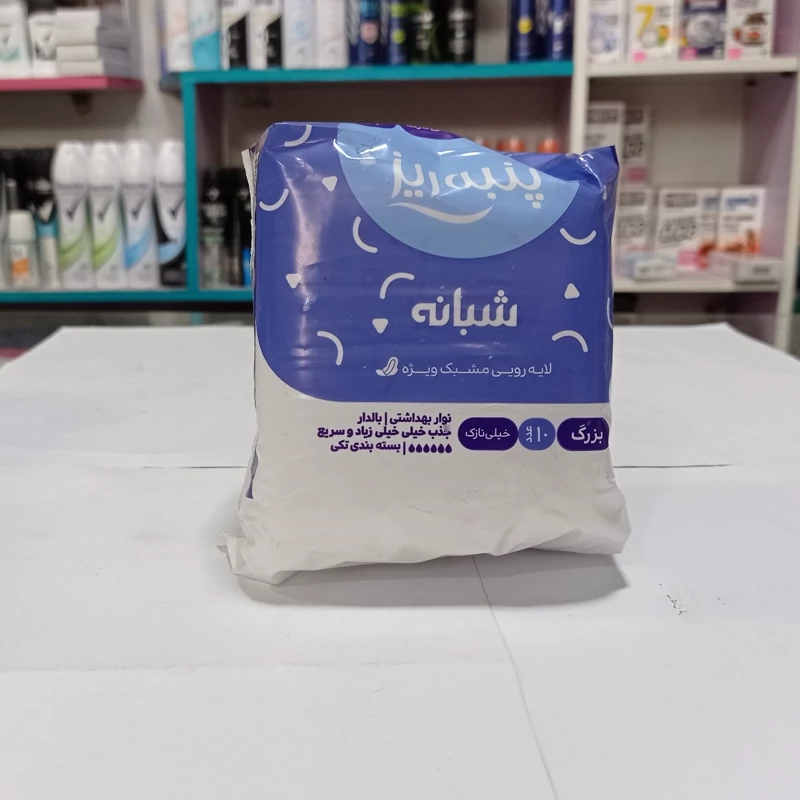 پنبه ریز
شبانه
لایه رویی مشبک ویژه
بزرگ
۱۰ عدد
خیلی نازک
نوار بهداشتی | بالدار
جذب خیلی خیلی زیاد و سریع
| بسته بندی تکی